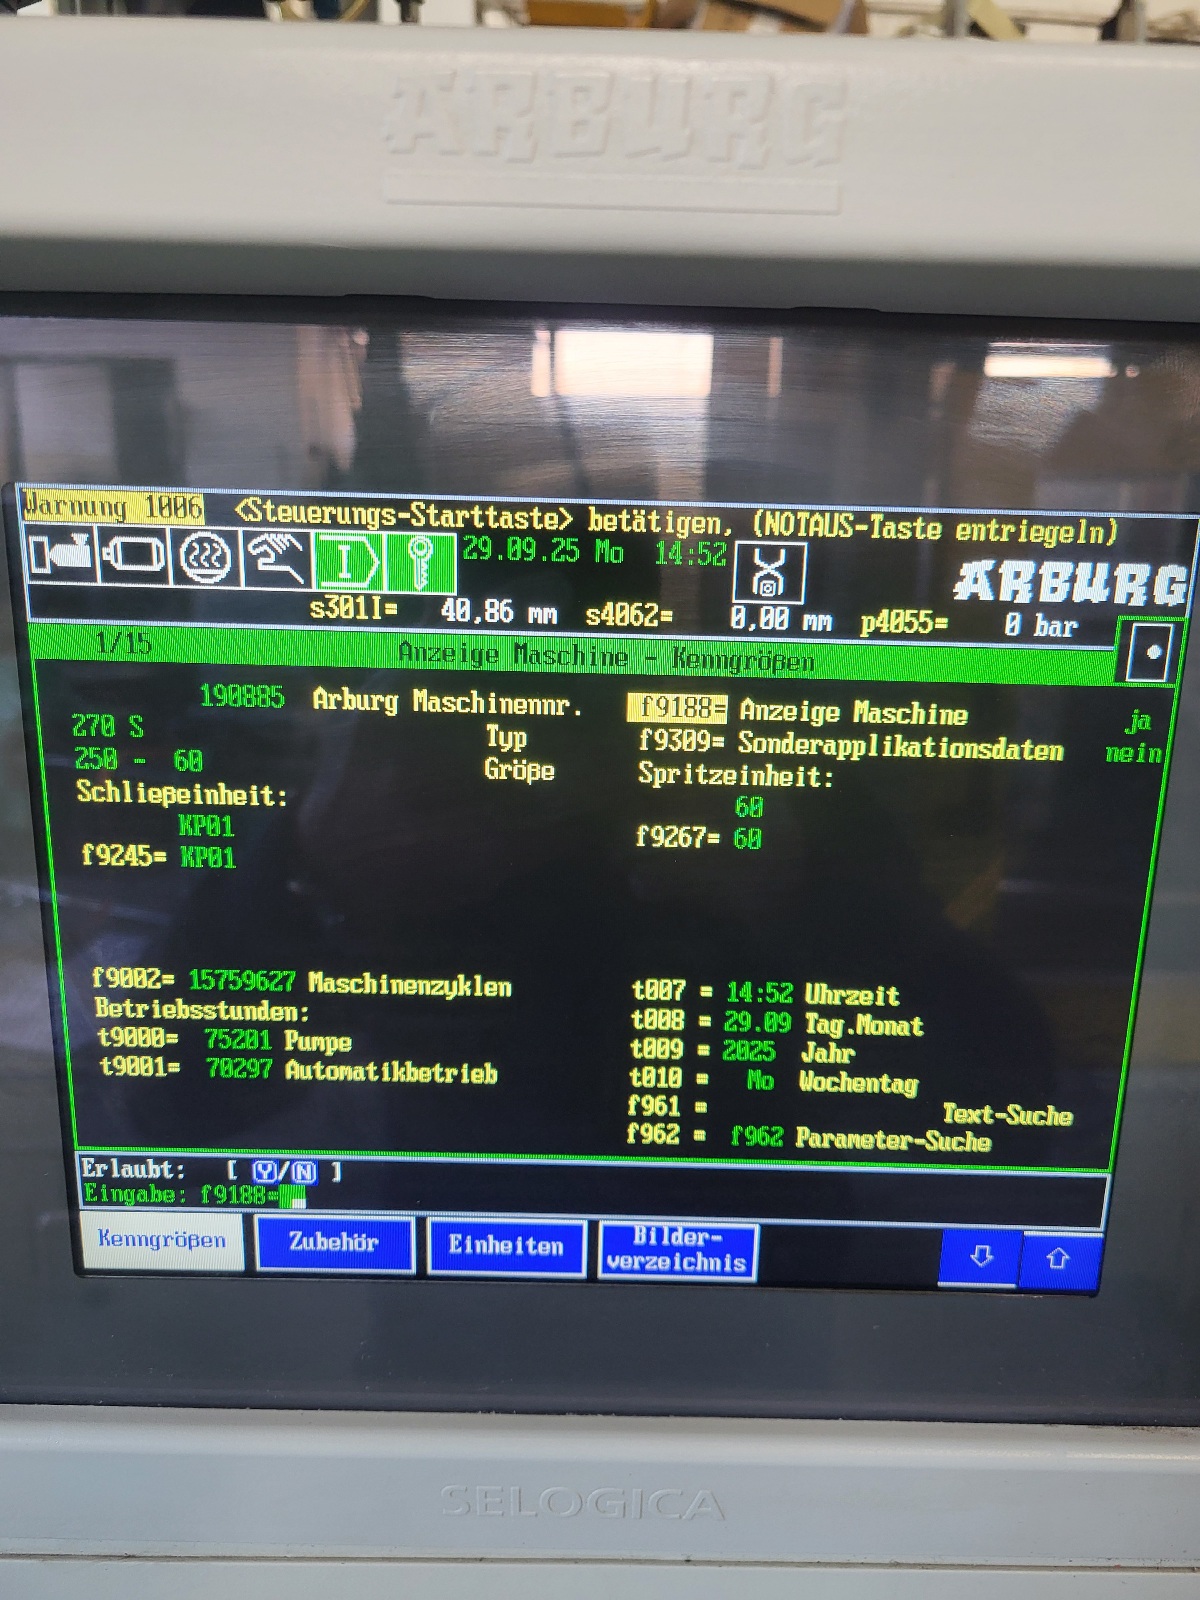 ARBURG
Warnung 1006 <Steuerungs-Starttaste> betätigen, (NOTAUS-Taste entriegeln)
I 29.09.25 Mo 14:52
ARBURG
s301I= 40,86 mm s4062= 0,00 mm p4055= 0 bar
1/15 Anzeige Maschine - Kenngrößen
190885 Arburg Maschinennr.
270 S Typ
250 - 60 Größe
Schließeinheit:
KP01
f9245= KP01
f9188= Anzeige Maschine ja
f9309= Sonderapplikationsdaten nein
Spritzeinheit:
60
f9267= 60
f9002= 15759627 Maschinenzyklen
Betriebsstunden:
t9000= 75201 Pumpe
t9001= 70297 Automatikbetrieb
t007 = 14:52 Uhrzeit
t008 = 29.09 Tag.Monat
t009 = 2025 Jahr
t010 = Mo Wochentag
f961 = Text-Suche
f962 = f962 Parameter-Suche
Erlaubt: [ Y/N ]
Eingabe: f9188=
Kenngrößen
Zubehör
Einheiten
Bilder-
verzeichnis
SELOGICA